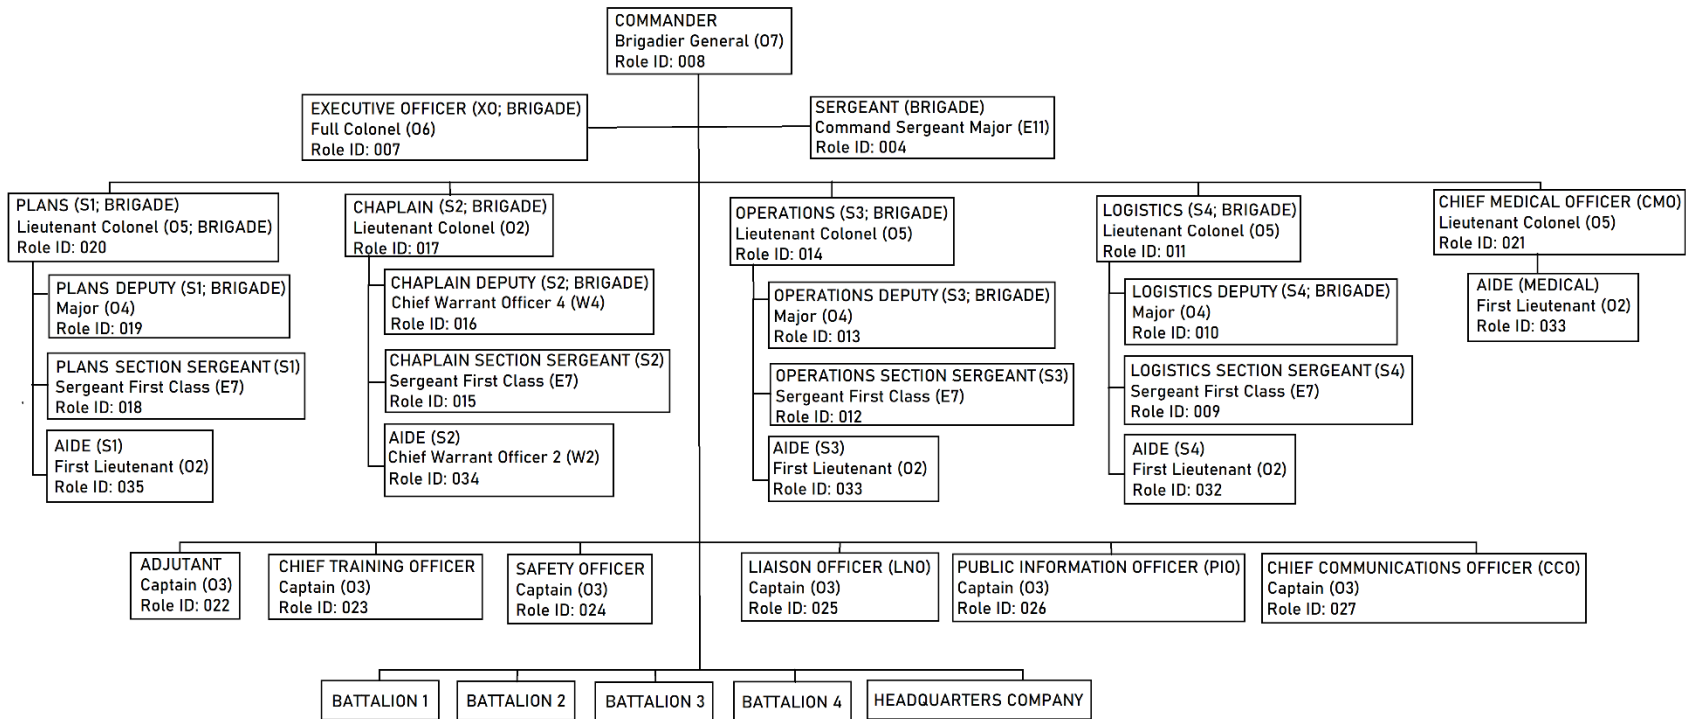 COMMANDER
Brigadier General (O7)
Role ID: 008
EXECUTIVE OFFICER (XO; BRIGADE)
Full Colonel (O6)
Role ID: 007
SERGEANT (BRIGADE)
Command Sergeant Major (E11)
Role ID: 004
PLANS (S1; BRIGADE)
Lieutenant Colonel (O5; BRIGADE)
Role ID: 020
PLANS DEPUTY (S1; BRIGADE)
Major (O4)
Role ID: 019
PLANS SECTION SERGEANT (S1)
Sergeant First Class (E7)
Role ID: 018
AIDE (S1)
First Lieutenant (O2)
Role ID: 035
CHAPLAIN (S2; BRIGADE)
Lieutenant Colonel (O2)
Role ID: 017
CHAPLAIN DEPUTY (S2; BRIGADE)
Chief Warrant Officer 4 (W4)
Role ID: 016
CHAPLAIN SECTION SERGEANT (S2)
Sergeant First Class (E7)
Role ID: 015
AIDE (S2)
Chief Warrant Officer 2 (W2)
Role ID: 034
OPERATIONS (S3; BRIGADE)
Lieutenant Colonel (O5)
Role ID: 014
OPERATIONS DEPUTY (S3; BRIGADE)
Major (O4)
Role ID: 013
OPERATIONS SECTION SERGEANT (S3)
Sergeant First Class (E7)
Role ID: 012
AIDE (S3)
First Lieutenant (O2)
Role ID: 033
LOGISTICS (S4; BRIGADE)
Lieutenant Colonel (O5)
Role ID: 011
LOGISTICS DEPUTY (S4; BRIGADE)
Major (O4)
Role ID: 010
LOGISTICS SECTION SERGEANT (S4)
Sergeant First Class (E7)
Role ID: 009
AIDE (S4)
First Lieutenant (O2)
Role ID: 032
CHIEF MEDICAL OFFICER (CMO)
Lieutenant Colonel (O5)
Role ID: 021
AIDE (MEDICAL)
First Lieutenant (O2)
Role ID: 033
ADJUTANT
Captain (O3)
Role ID: 022
CHIEF TRAINING OFFICER
Captain (O3)
Role ID: 023
SAFETY OFFICER
Captain (O3)
Role ID: 024
LIAISON OFFICER (LNO)
Captain (O3)
Role ID: 025
PUBLIC INFORMATION OFFICER (PIO)
Captain (O3)
Role ID: 026
CHIEF COMMUNICATIONS OFFICER (CCO)
Captain (O3)
Role ID: 027
BATTALION 1
BATTALION 2
BATTALION 3
BATTALION 4
HEADQUARTERS COMPANY